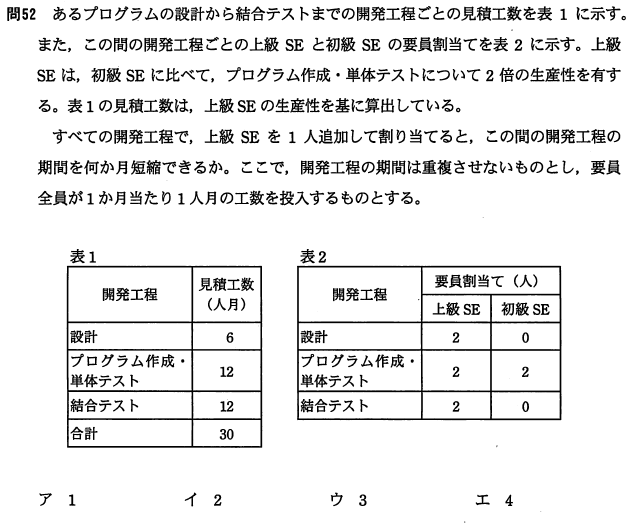 問52 あるプログラムの設計から結合テストまでの開発工程ごとの見積工数を表 1 に示す。
また，この間の開発工程ごとの上級 SE と初級 SE の要員割当てを表 2 に示す。上級
SE は，初級 SE に比べて，プログラム作成・単体テストについて 2 倍の生産性を有す
る。表 1 の見積工数は，上級 SE の生産性を基に算出している。
すべての開発工程で，上級 SE を 1 人追加して割り当てると，この間の開発工程の
期間を何か月短縮できるか。ここで，開発工程の期間は重複させないものとし，要員
全員が 1 か月当たり 1 人月の工数を投入するものとする。
表1
開発工程 見積工数（人月）
設計 6
プログラム作成・単体テスト 12
結合テスト 12
合計 30
表2
開発工程 要員割当て（人）
上級 SE 初級 SE
設計 2 0
プログラム作成・単体テスト 2 2
結合テスト 2 0
ア 1 イ 2 ウ 3 エ 4